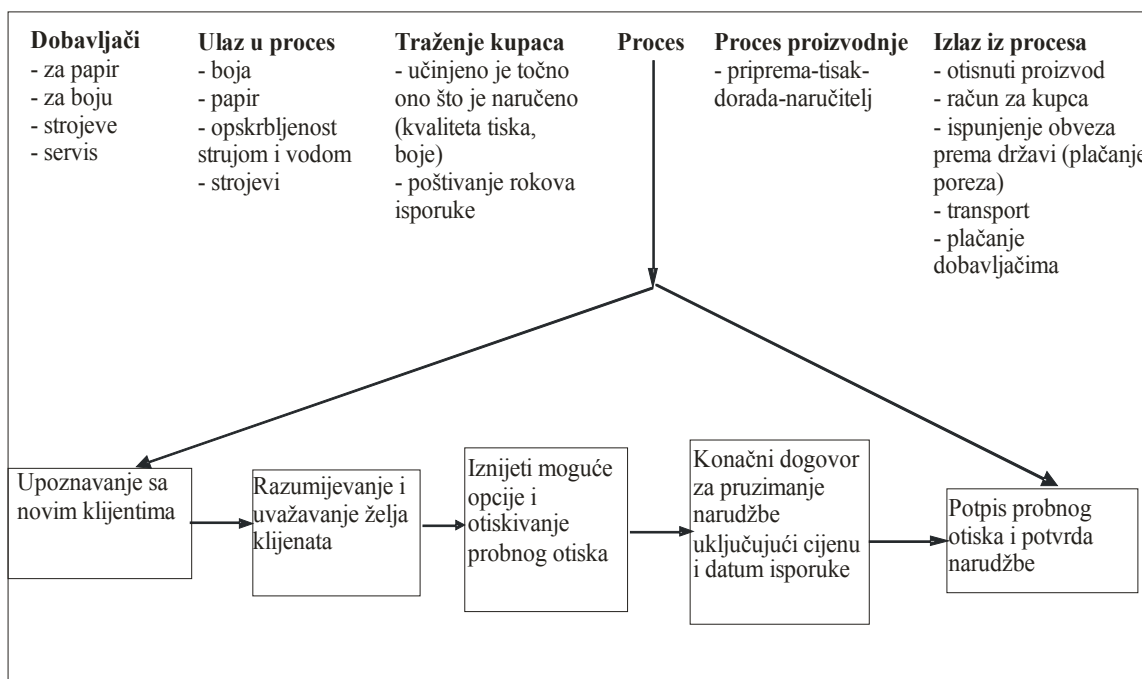 Dobavljači
- za papir
- za boju
- strojeve
- servis
Ulaz u proces
- boja
- papir
- opskrbljenost
strujom i vodom
- strojevi
Traženje kupaca
- učinjeno je točno
ono što je naručeno
(kvaliteta tiska,
boje)
- poštivanje rokova
isporuke
Proces
Proces proizvodnje
- priprema-tisak-
dorada-naručitelj
Izlaz iz procesa
- otisnuti proizvod
- račun za kupca
- ispunjenje obveza
prema državi (plačanje
poreza)
- transport
- plačanje
dobavljačima
Upoznavanje sa
novim klijentima
Razumijevanje i
uvažavanje želja
klijenata
Iznijeti moguće
opcije i
otiskivanje
probnog otiska
Konačni dogovor
za pruzimanje
narudžbe
uključujući cijenu
i datum isporuke
Potpis probnog
otiska i potvrda
narudžbe